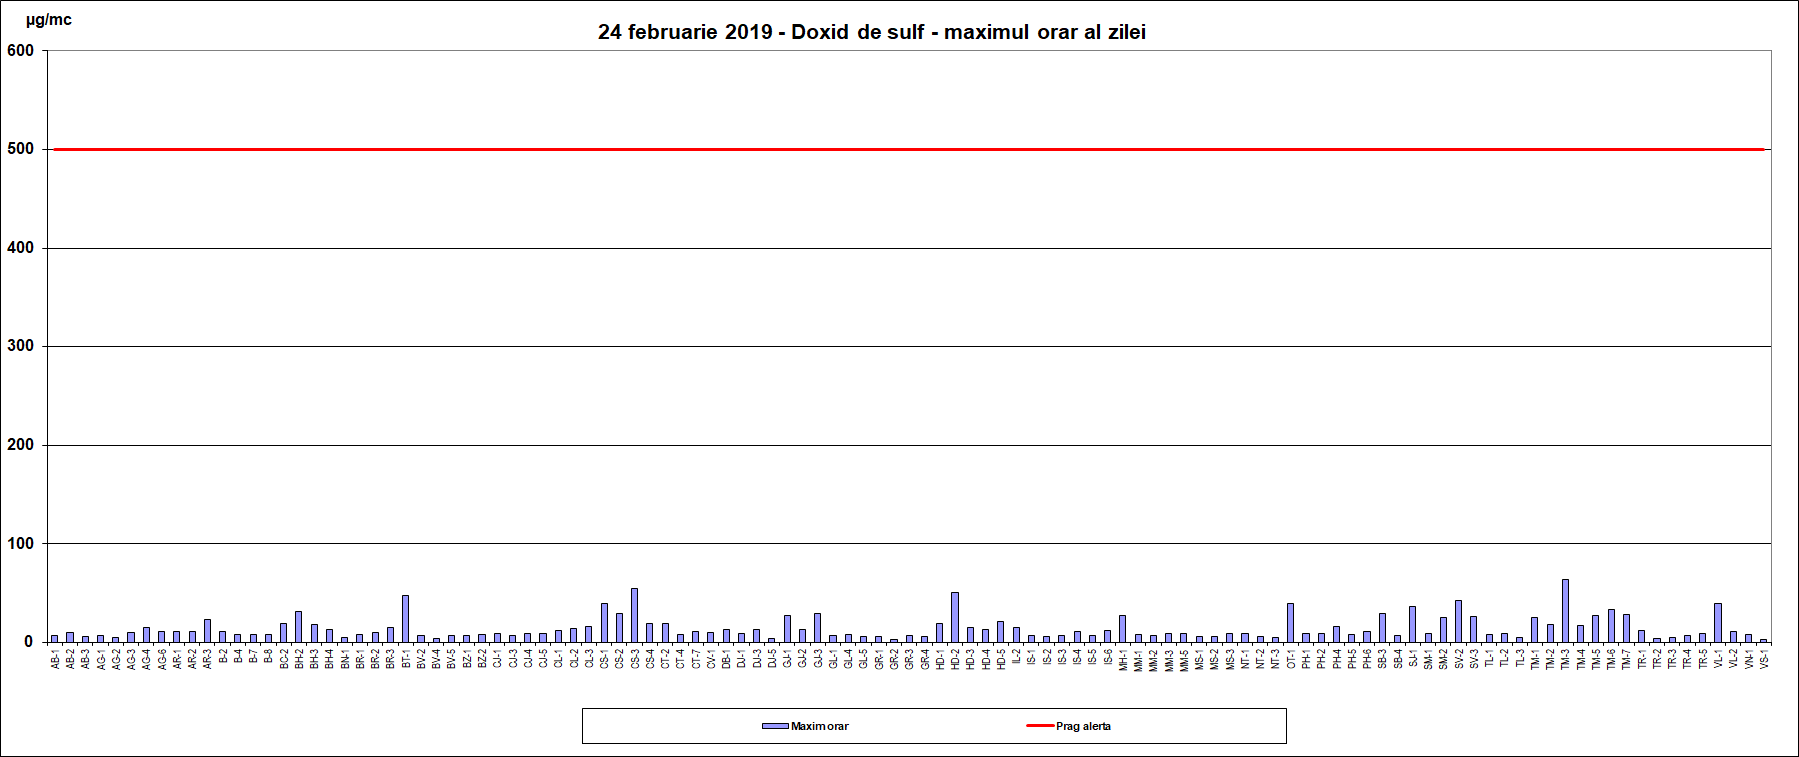 µg/mc
24 februarie 2019 - Doxid de sulf - maximul orar al zilei
600
500
400
300
200
100
0
AB-1 AB-2 AB-3 AG-1 AG-2 AG-3 AG-4 AG-6 AR-1 AR-2 AR-3 B-2 B-4 B-7 B-8 BC-2 BH-2 BH-3 BH-4 BN-1 BR-1 BR-2 BR-3 BT-1 BV-2 BV-4 BV-5 BZ-1 BZ-2 CJ-1 CJ-3 CJ-4 CJ-5 CL-1 CL-2 CL-3 CS-1 CS-2 CS-3 CS-4 CT-2 CT-4 CT-7 CV-1 DB-1 DJ-1 DJ-3 DJ-5 GJ-1 GJ-2 GJ-3 GL-1 GL-4 GL-5 GR-1 GR-2 GR-3 GR-4 HD-1 HD-2 HD-3 HD-4 HD-5 IL-2 IS-1 IS-2 IS-3 IS-4 IS-5 IS-6 MH-1 MM-1 MM-2 MM-3 MM-5 MS-1 MS-2 MS-3 NT-1 NT-2 NT-3 OT-1 PH-1 PH-2 PH-4 PH-5 PH-6 SB-3 SB-4 SJ-1 SM-1 SM-2 SV-2 SV-3 TL-1 TL-2 TL-3 TM-1 TM-2 TM-3 TM-4 TM-5 TM-6 TM-7 TR-1 TR-2 TR-3 TR-4 TR-5 VL-1 VL-2 VN-1 VS-1
Maxim orar Prag alerta